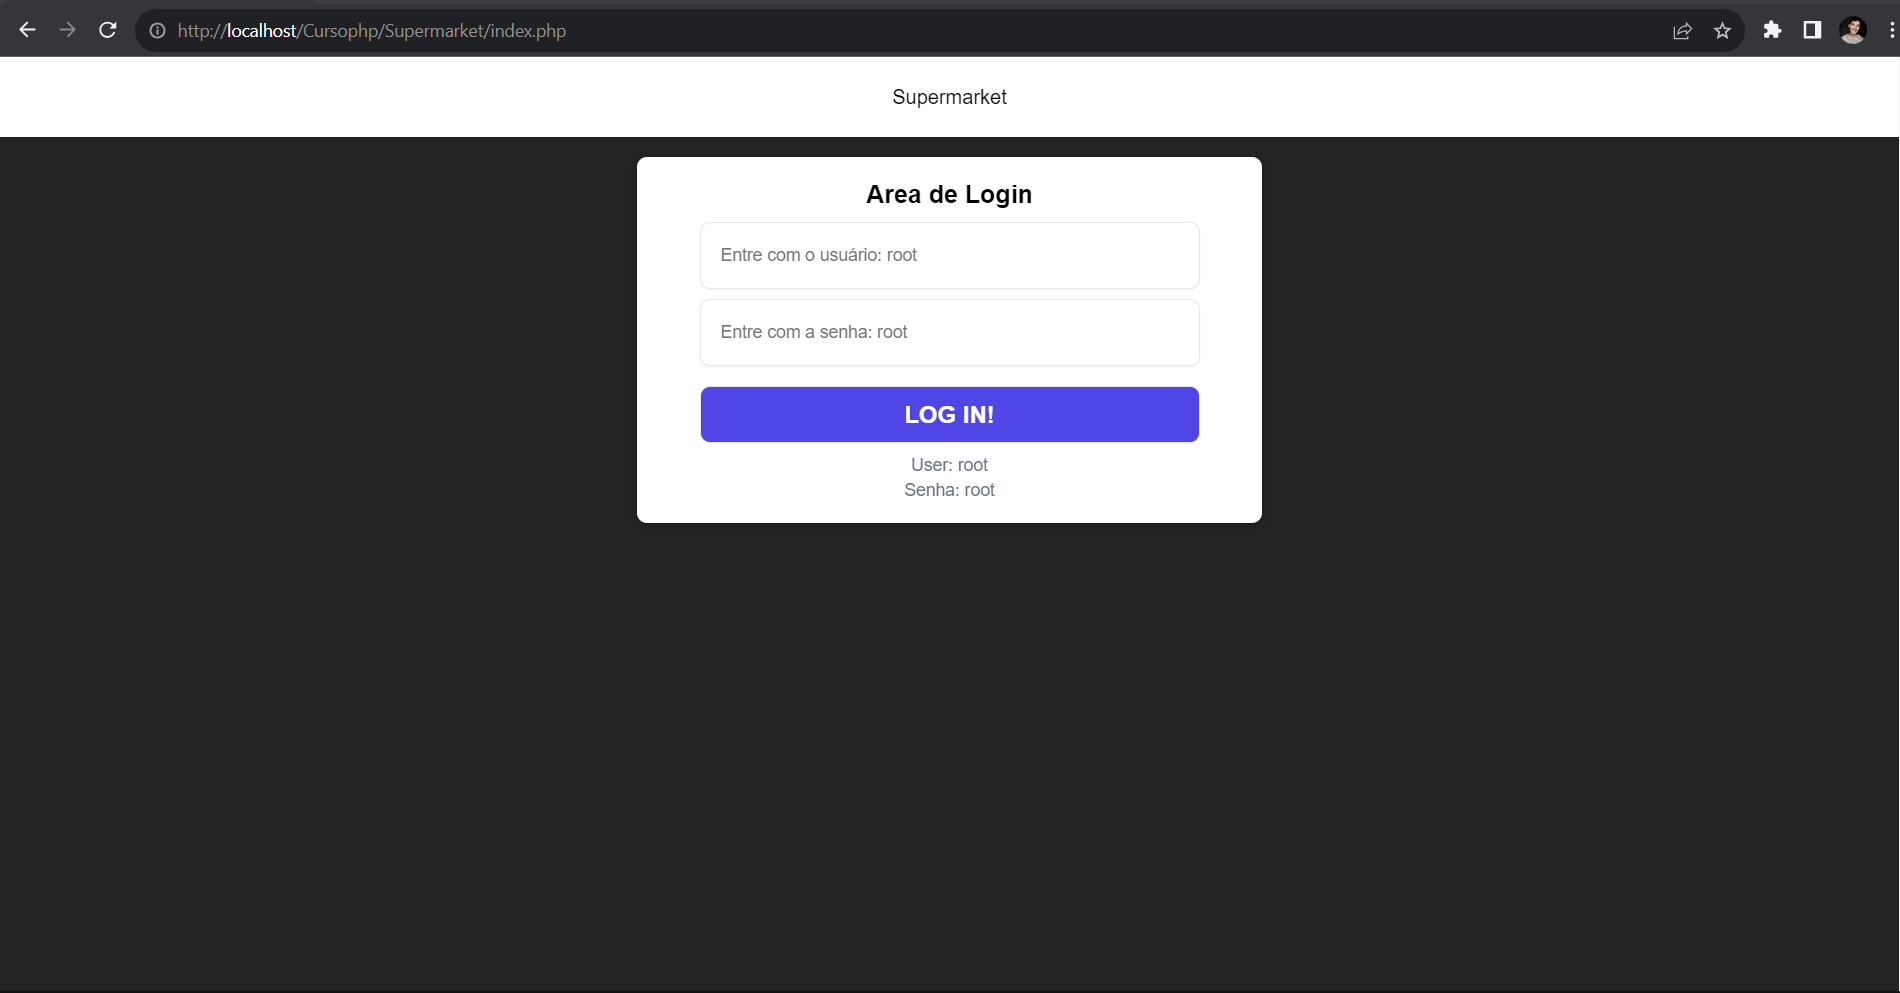 http://localhost/Cursophp/Supermarket/index.php
Supermarket
Area de Login
Entre com o usuário: root
Entre com a senha: root
LOG IN!
User: root
Senha: root